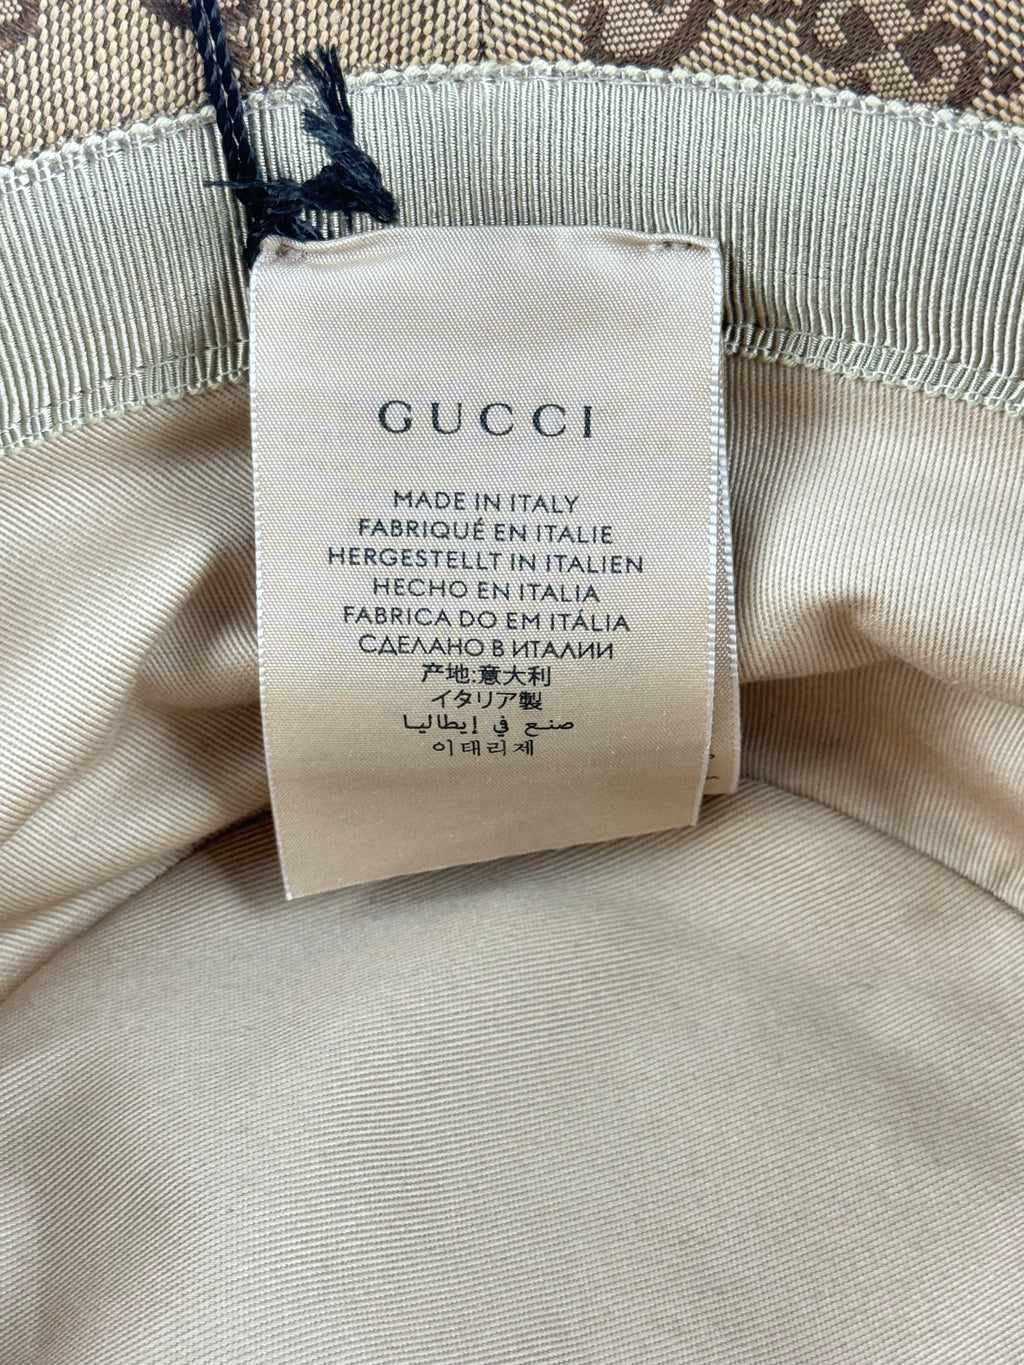 GUCCI
MADE IN ITALY
FABRIQUÉ EN ITALIE
HERGESTELLT IN ITALIEN
HECHO EN ITALIA
FABRICA DO EM ITÁLIA
СДЕЛАНО В ИТАЛИИ
产地:意大利
イタリア製
صنع في إيطاليا
이태리제